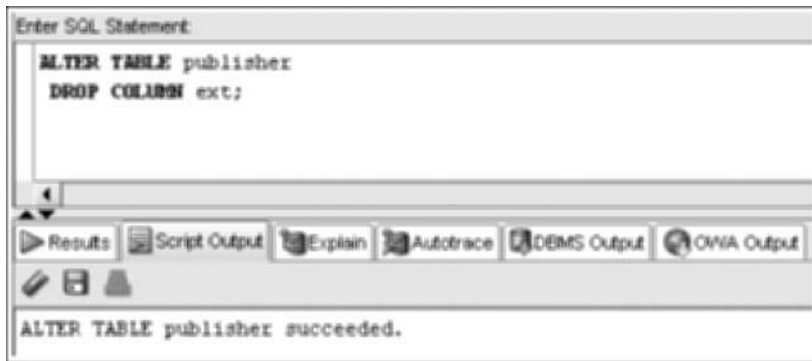 Enter SQL Statement:
ALTER TABLE publisher
DROP COLUMN ext;
Results Script Output Explain Autotrace DBMS Output OWA Output
ALTER TABLE publisher succeeded.